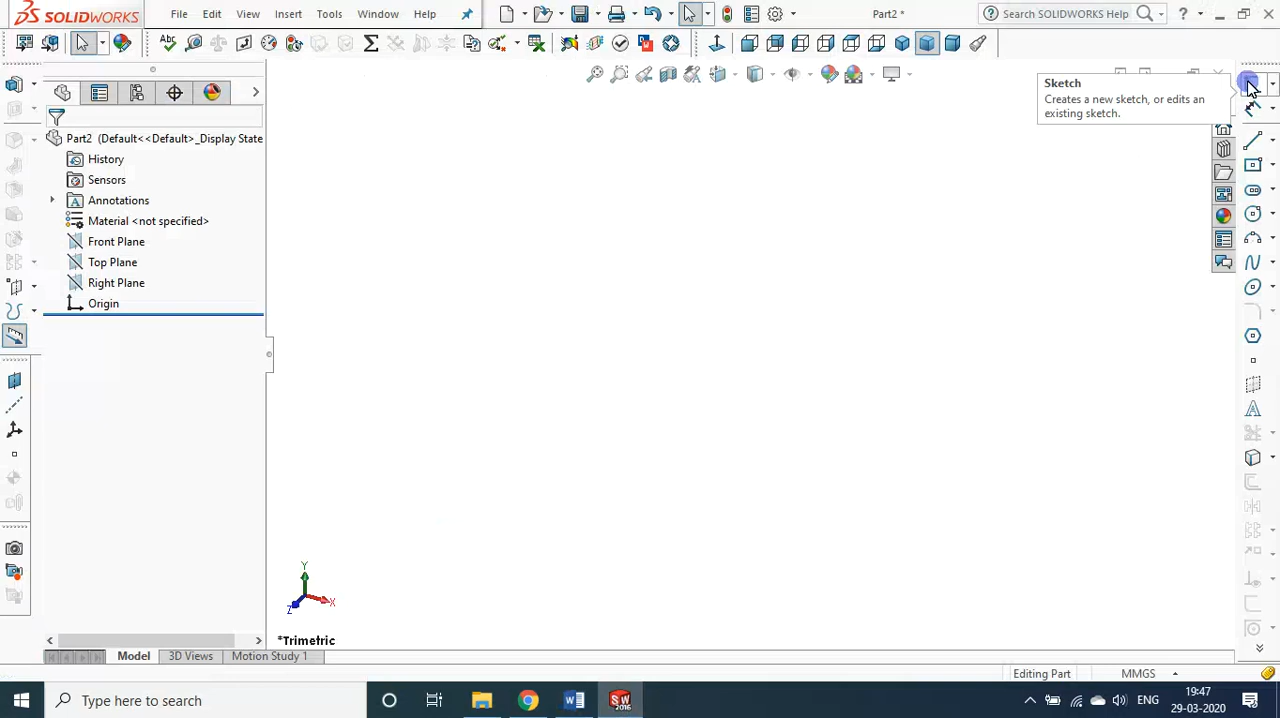 SOLIDWORKS
File Edit View Insert Tools Window Help
Part2 *
Search SOLIDWORKS Help
Sketch
Creates a new sketch, or edits an
existing sketch.
Part2 (Default<<Default>_Display State
History
Sensors
Annotations
Material <not specified>
Front Plane
Top Plane
Right Plane
Origin
Y
X
Z
*Trimetric
Model 3D Views Motion Study 1
Editing Part MMGS
Type here to search
ENG
19:47
29-03-2020